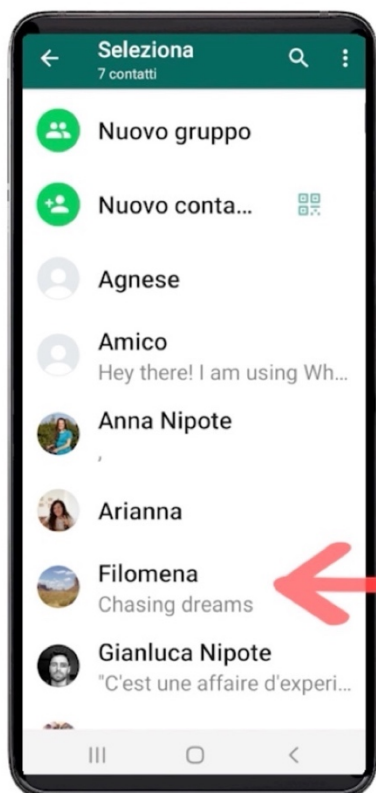 Seleziona
7 contatti
Nuovo gruppo
Nuovo conta...
Agnese
Amico
Hey there! I am using Wh...
Anna Nipote
,
Arianna
Filomena
Chasing dreams
Gianluca Nipote
"C'est une affaire d'experi...